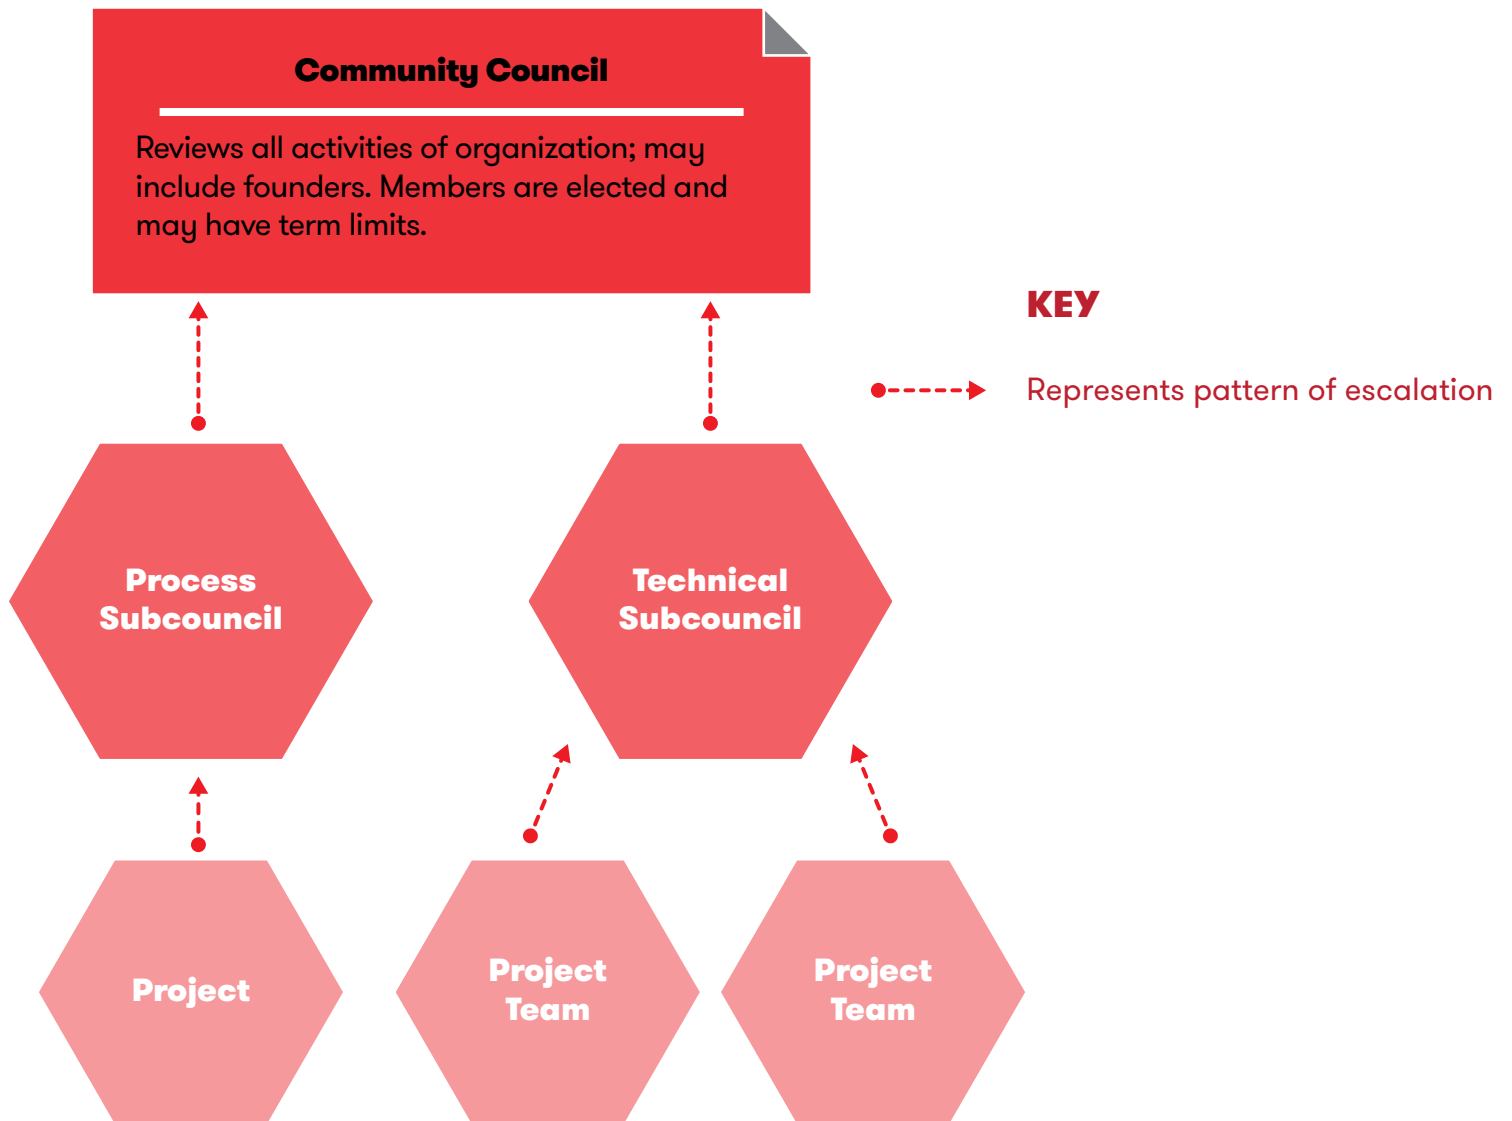 Community Council
Reviews all activities of organization; may
include founders. Members are elected and
may have term limits.
KEY
Represents pattern of escalation
Process
Subcouncil
Technical
Subcouncil
Project
Project
Team
Project
Team